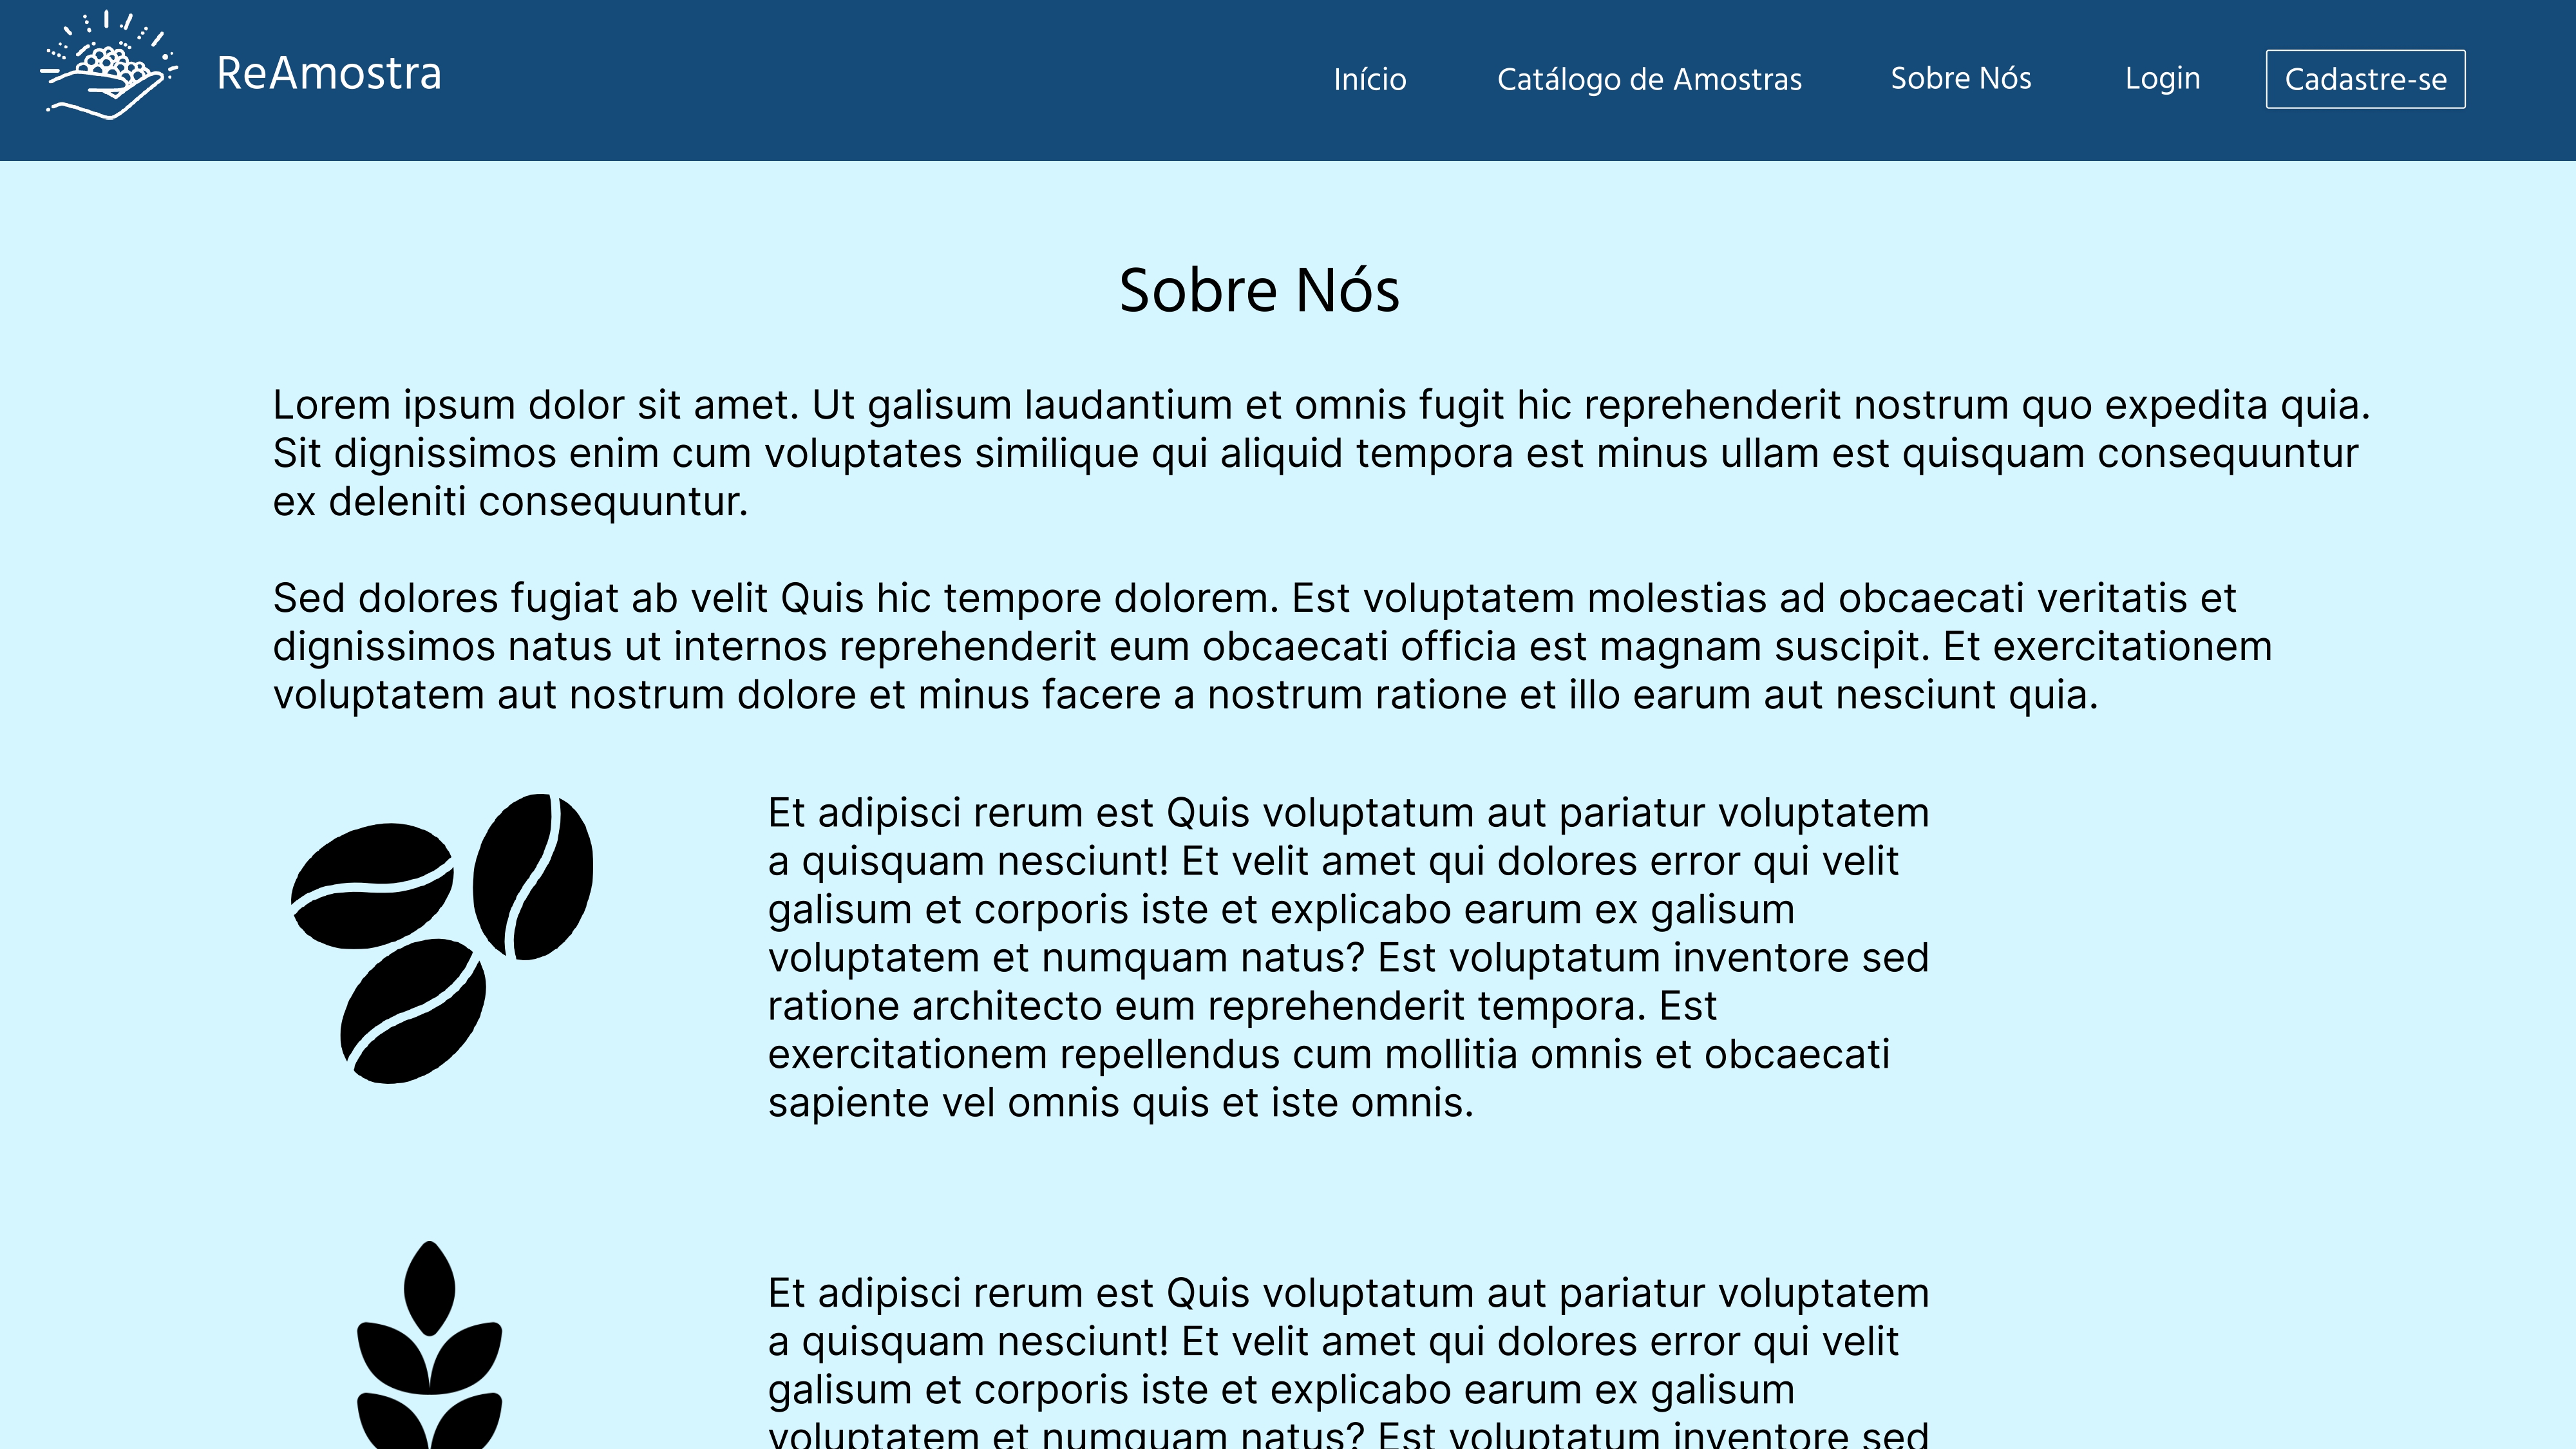 ReAmostra
Início
Catálogo de Amostras
Sobre Nós
Login
Cadastre-se
Sobre Nós
Lorem ipsum dolor sit amet. Ut galisum laudantium et omnis fugit hic reprehenderit nostrum quo expedita quia.
Sit dignissimos enim cum voluptates similique qui aliquid tempora est minus ullam est quisquam consequuntur
ex deleniti consequuntur.
Sed dolores fugiat ab velit Quis hic tempore dolorem. Est voluptatem molestias ad obcaecati veritatis et
dignissimos natus ut internos reprehenderit eum obcaecati officia est magnam suscipit. Et exercitationem
voluptatem aut nostrum dolore et minus facere a nostrum ratione et illo earum aut nesciunt quia.
Et adipisci rerum est Quis voluptatum aut pariatur voluptatem
a quisquam nesciunt! Et velit amet qui dolores error qui velit
galisum et corporis iste et explicabo earum ex galisum
voluptatem et numquam natus? Est voluptatum inventore sed
ratione architecto eum reprehenderit tempora. Est
exercitationem repellendus cum mollitia omnis et obcaecati
sapiente vel omnis quis et iste omnis.
Et adipisci rerum est Quis voluptatum aut pariatur voluptatem
a quisquam nesciunt! Et velit amet qui dolores error qui velit
galisum et corporis iste et explicabo earum ex galisum
voluptatem et numquam natus? Est voluptatum inventore sed